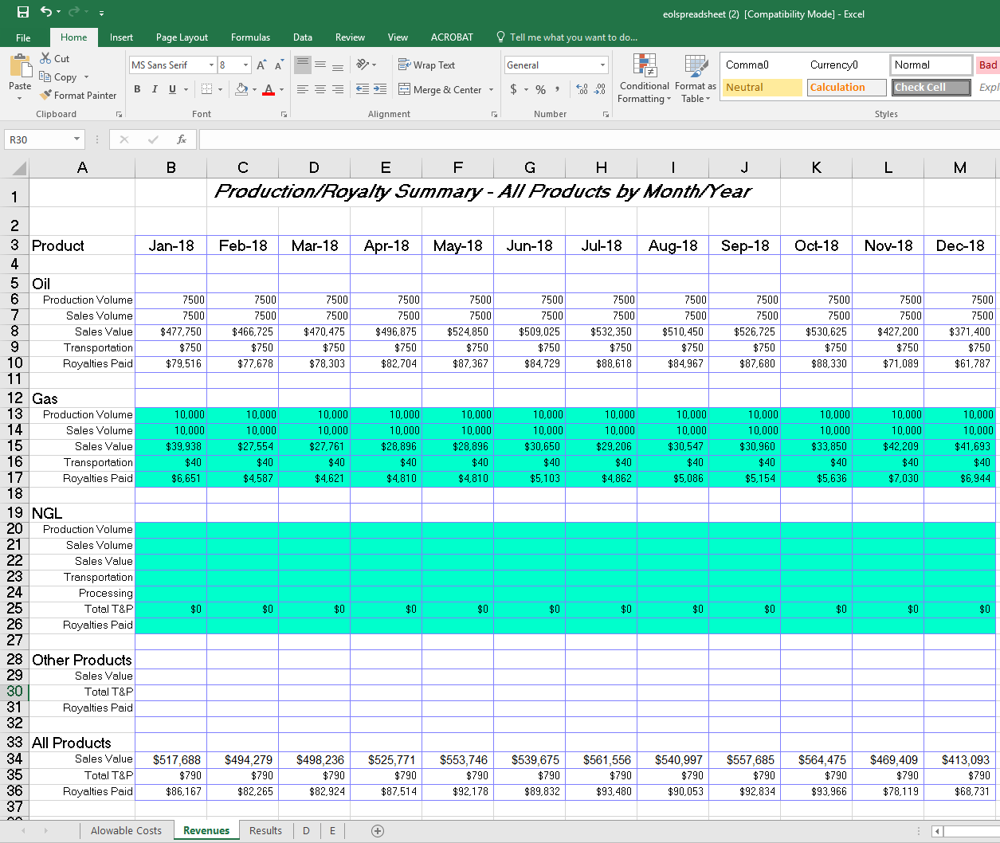 eolspreadsheet (2) [Compatibility Mode] - Excel
File Home Insert Page Layout Formulas Data Review View ACROBAT Tell me what you want to do...
Cut MS Sans Serif 8 A A Wrap Text General Comma0 Currency0 Normal Bad
Paste Copy Conditional Format as
Format Painter B I U A Merge & Center $ % , Formatting Table Neutral Calculation Check Cell Expl
Clipboard Font Alignment Number Styles
R30 fx
A B C D E F G H I J K L M
1 Production/Royalty Summary - All Products by Month/Year
2
3 Product Jan-18 Feb-18 Mar-18 Apr-18 May-18 Jun-18 Jul-18 Aug-18 Sep-18 Oct-18 Nov-18 Dec-18
4
5 Oil
6 Production Volume 7500 7500 7500 7500 7500 7500 7500 7500 7500 7500 7500 7500
7 Sales Volume 7500 7500 7500 7500 7500 7500 7500 7500 7500 7500 7500 7500
8 Sales Value $477,750 $466,725 $470,475 $496,875 $524,850 $509,025 $532,350 $510,450 $526,725 $530,625 $427,200 $371,400
9 Transportation $750 $750 $750 $750 $750 $750 $750 $750 $750 $750 $750 $750
10 Royalties Paid $79,516 $77,678 $78,303 $82,704 $87,367 $84,729 $88,618 $84,967 $87,680 $88,330 $71,089 $61,787
11
12 Gas
13 Production Volume 10,000 10,000 10,000 10,000 10,000 10,000 10,000 10,000 10,000 10,000 10,000 10,000
14 Sales Volume 10,000 10,000 10,000 10,000 10,000 10,000 10,000 10,000 10,000 10,000 10,000 10,000
15 Sales Value $39,938 $27,554 $27,761 $28,896 $28,896 $30,650 $29,206 $30,547 $30,960 $33,850 $42,209 $41,693
16 Transportation $40 $40 $40 $40 $40 $40 $40 $40 $40 $40 $40 $40
17 Royalties Paid $6,651 $4,587 $4,621 $4,810 $4,810 $5,103 $4,862 $5,086 $5,154 $5,636 $7,030 $6,944
18
19 NGL
20 Production Volume
21 Sales Volume
22 Sales Value
23 Transportation
24 Processing
25 Total T&P $0 $0 $0 $0 $0 $0 $0 $0 $0 $0 $0 $0
26 Royalties Paid
27
28 Other Products
29 Sales Value
30 Total T&P
31 Royalties Paid
32
33 All Products
34 Sales Value $517,688 $494,279 $498,236 $525,771 $553,746 $539,675 $561,556 $540,997 $557,685 $564,475 $469,409 $413,093
35 Total T&P $790 $790 $790 $790 $790 $790 $790 $790 $790 $790 $790 $790
36 Royalties Paid $86,167 $82,265 $82,924 $87,514 $92,178 $89,832 $93,480 $90,053 $92,834 $93,966 $78,119 $68,731
37
Alowable Costs Revenues Results D E